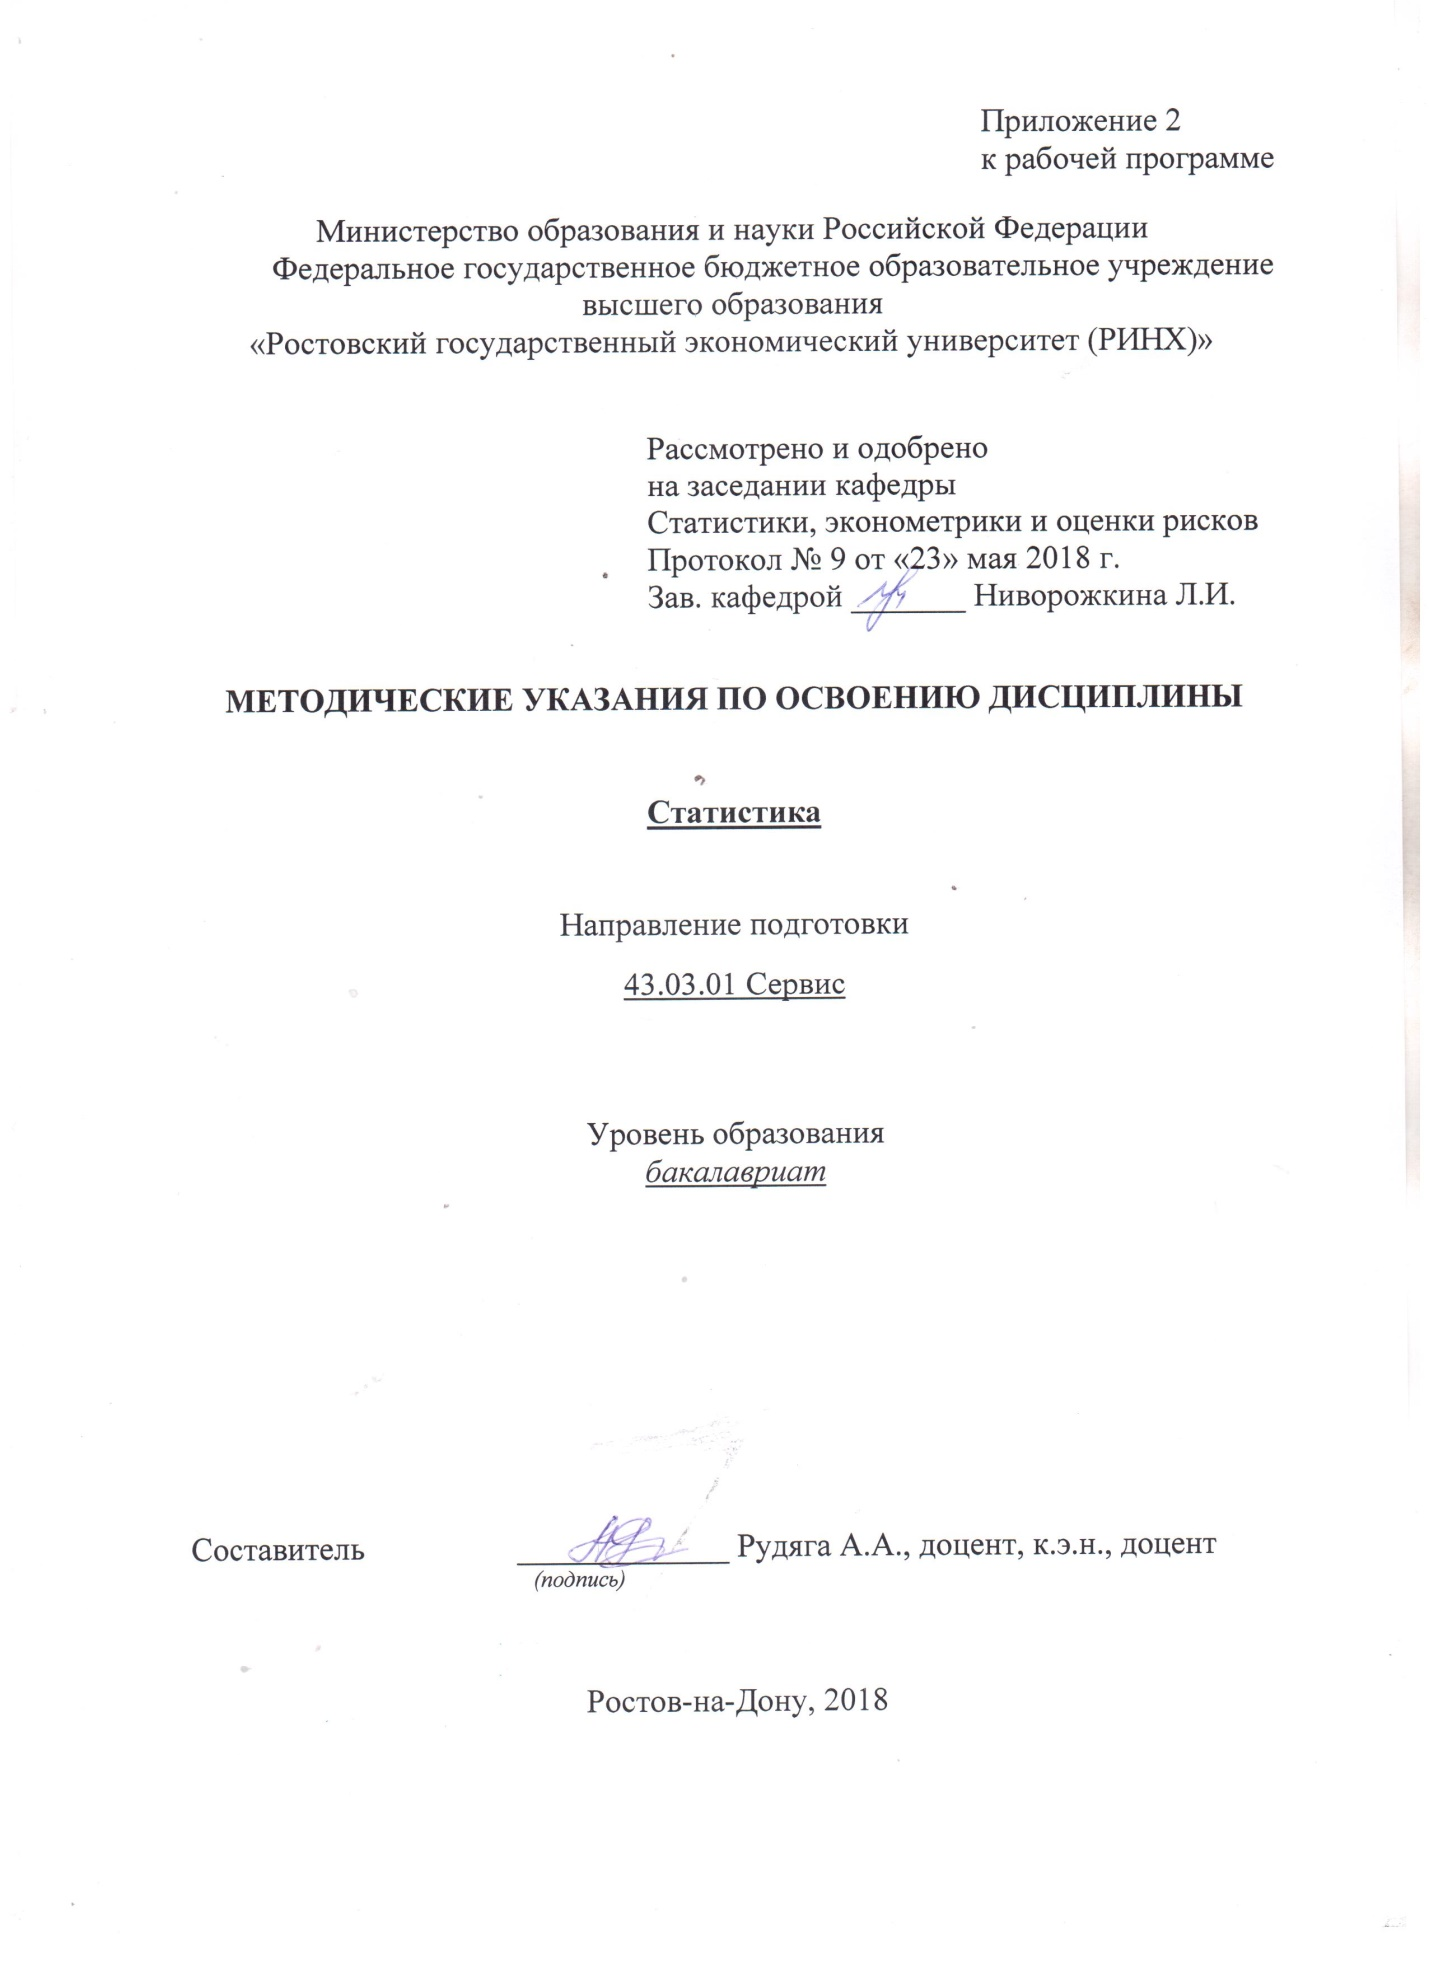 Приложение 2
к рабочей программе
Министерство образования и науки Российской Федерации
Федеральное государственное бюджетное образовательное учреждение
высшего образования
«Ростовский государственный экономический университет (РИНХ)»
Рассмотрено и одобрено
на заседании кафедры
Статистики, эконометрики и оценки рисков
Протокол № 9 от «23» мая 2018 г.
Зав. кафедрой _______ Ниворожкина Л.И.
МЕТОДИЧЕСКИЕ УКАЗАНИЯ ПО ОСВОЕНИЮ ДИСЦИПЛИНЫ
Статистика
Направление подготовки
43.03.01 Сервис
Уровень образования
бакалавриат
Составитель _____________ Рудяга А.А., доцент, к.э.н., доцент
(подпись)
Ростов-на-Дону, 2018